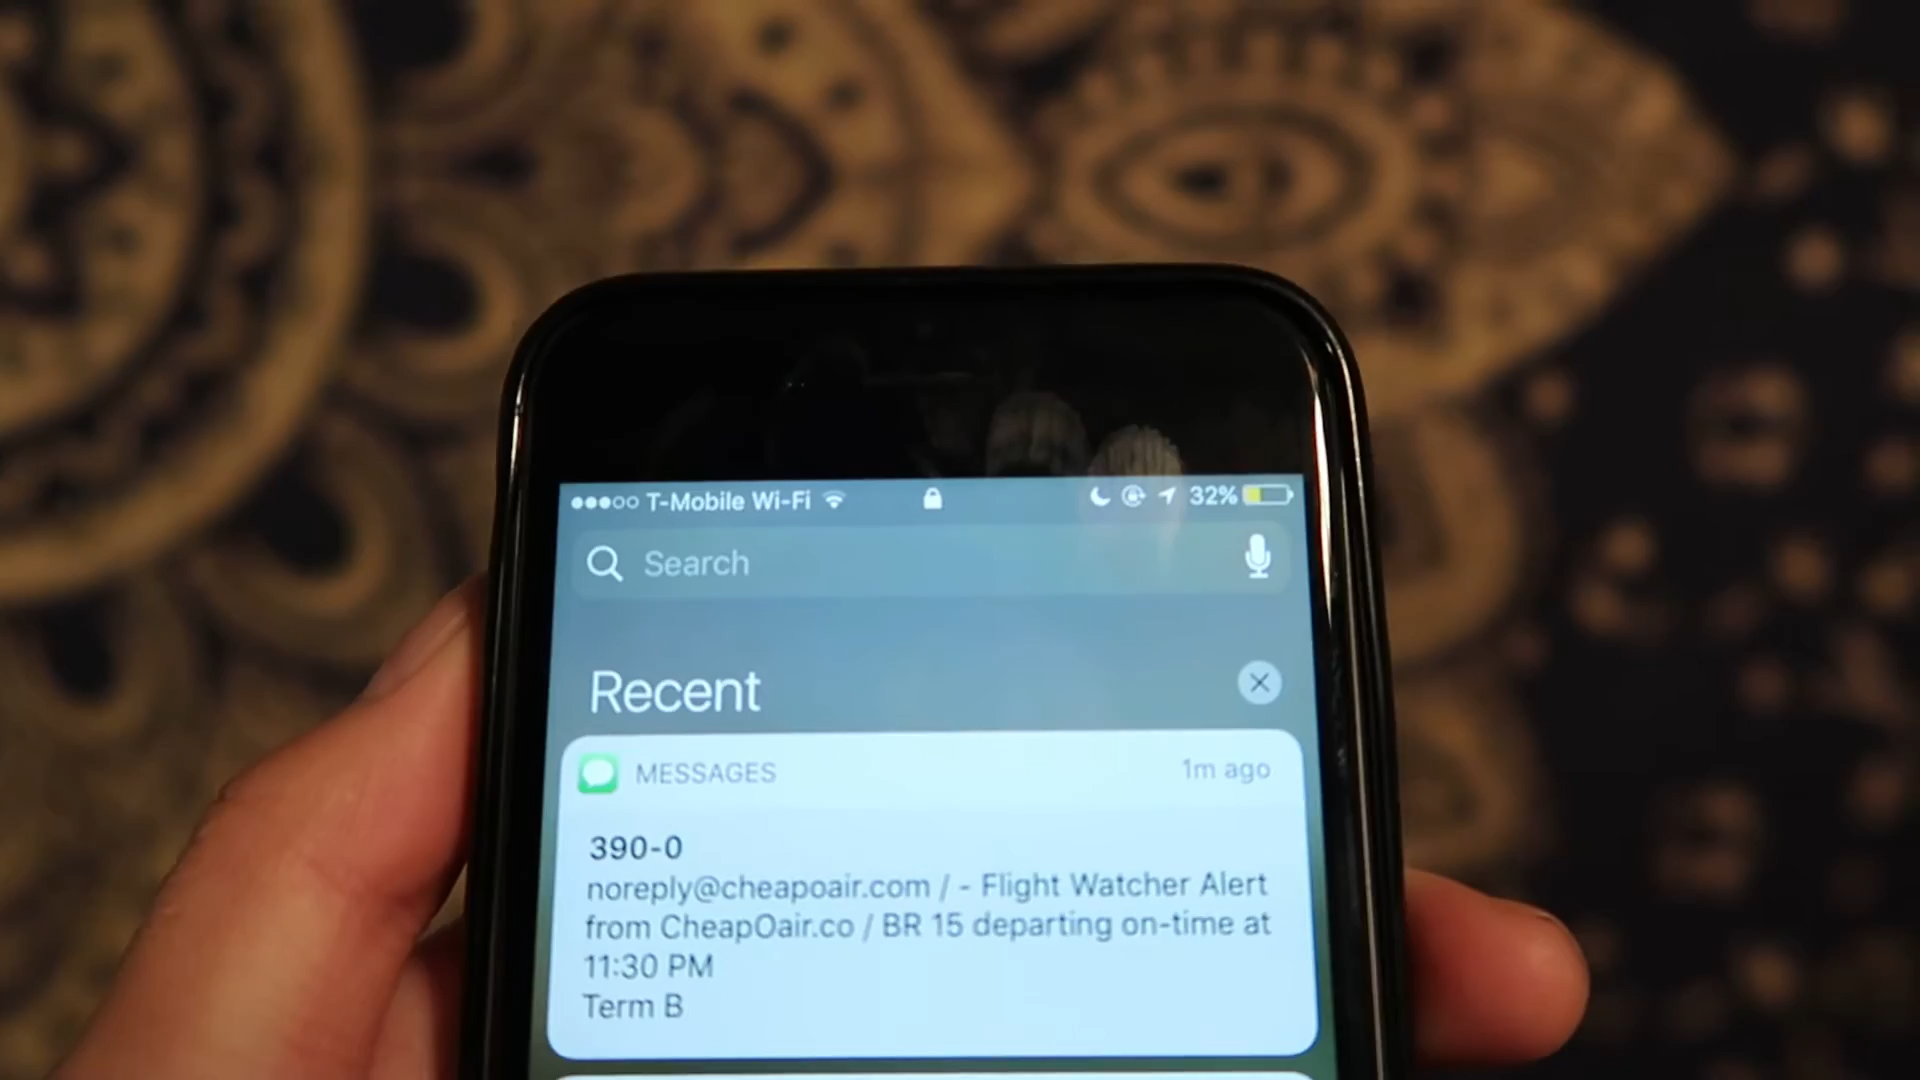 T-Mobile Wi-Fi 32%
Search
Recent
MESSAGES 1m ago
390-0
noreply@cheapoair.com / - Flight Watcher Alert
from CheapOair.co / BR 15 departing on-time at
11:30 PM
Term B